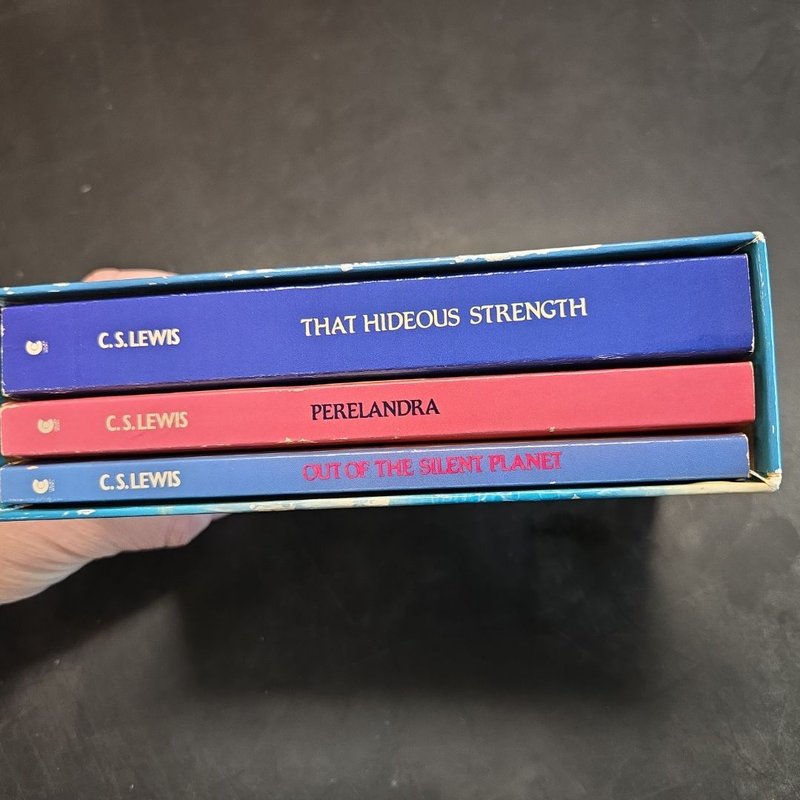 C.S.LEWIS THAT HIDEOUS STRENGTH
C.S.LEWIS PERELANDRA
C.S.LEWIS OUT OF THE SILENT PLANET